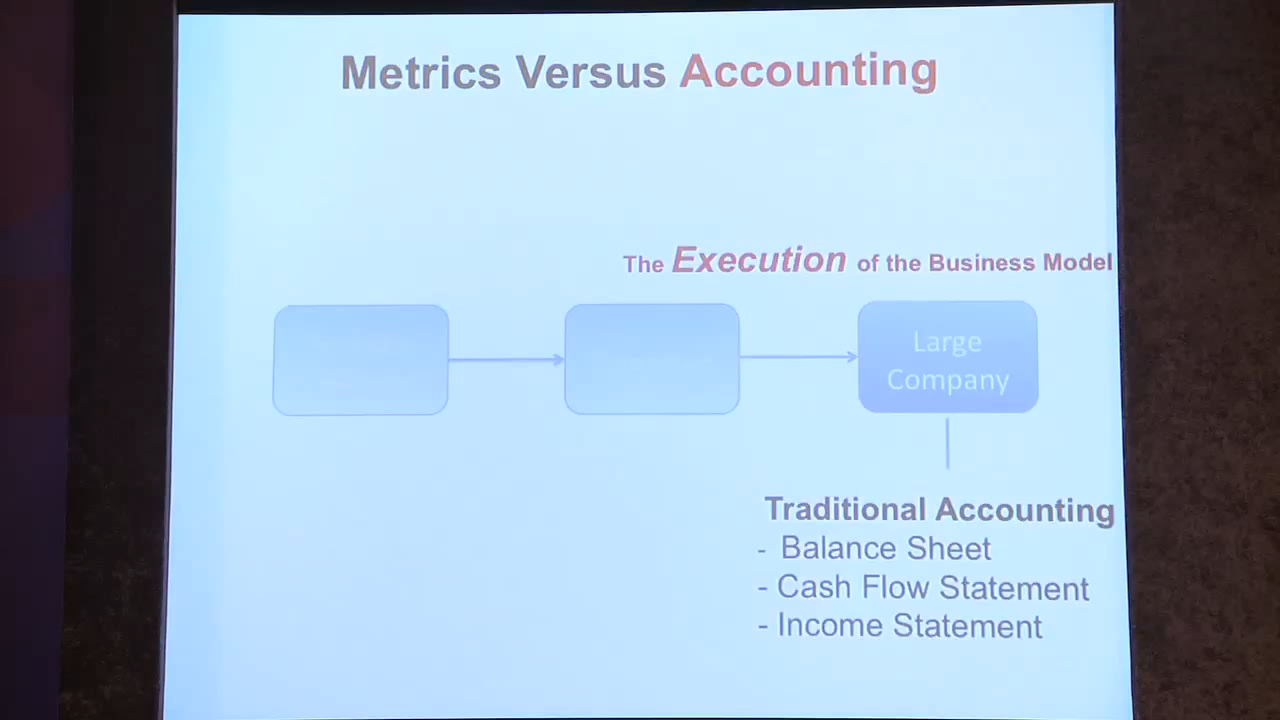 Metrics Versus Accounting
The Execution of the Business Model
Large
Company
Traditional Accounting
- Balance Sheet
- Cash Flow Statement
- Income Statement